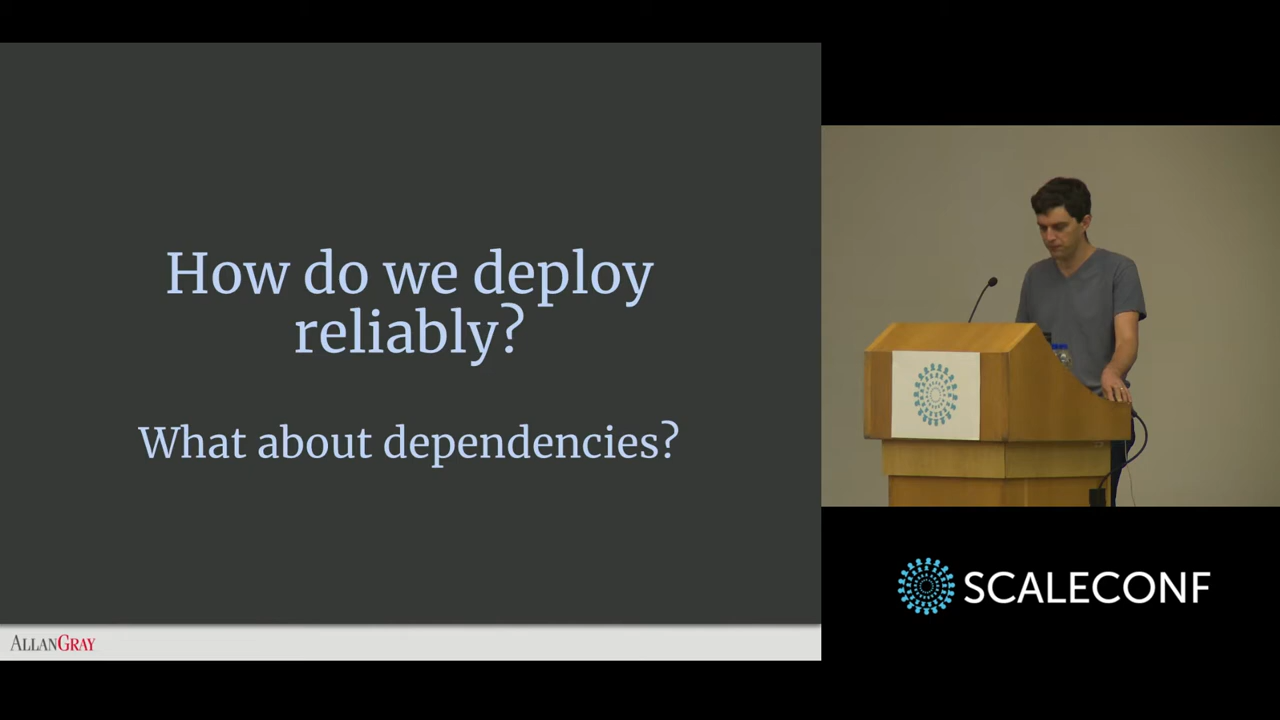 How do we deploy
reliably?
What about dependencies?
ALLANGRAY
SCALECONF